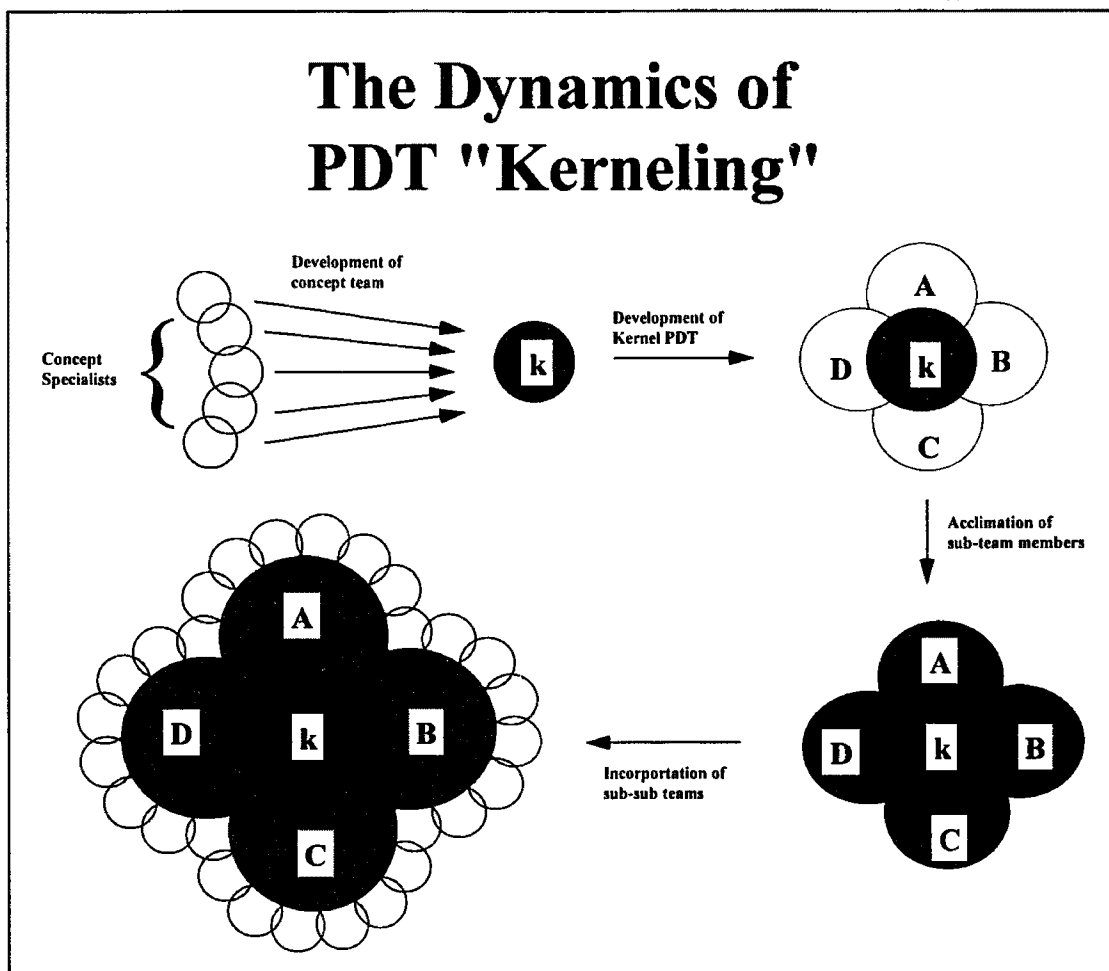 The Dynamics of
PDT "Kerneling"
Development of
concept team
Concept
Specialists
k
Development of
Kernel PDT
A
D
k
B
C
Acclimation of
sub-team members
A
D
k
B
C
Incorportation of
sub-sub teams
A
D
k
B
C